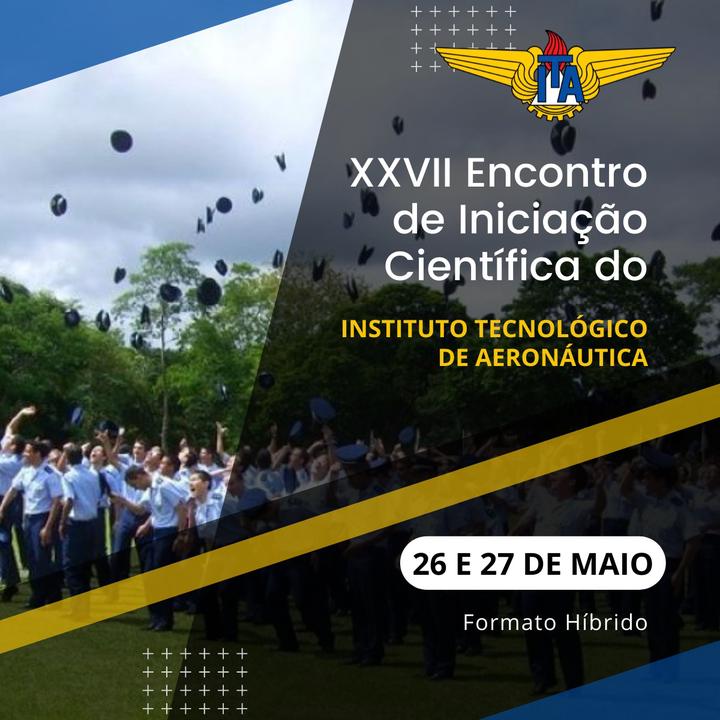 ITA
XXVII Encontro
de Iniciação
Científica do
INSTITUTO TECNOLÓGICO
DE AERONÁUTICA
26 E 27 DE MAIO
Formato Híbrido